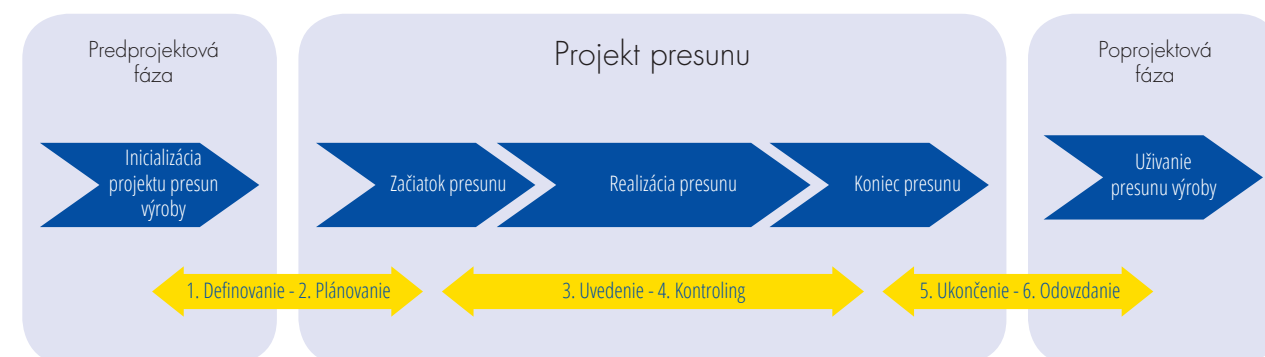 Predprojektová
fáza
Projekt presunu
Poprojektová
fáza
Inicializácia
projektu presun
výroby
Začiatok presunu
Realizácia presunu
Koniec presunu
Uživanie
presunu výroby
1. Definovanie - 2. Plánovanie
3. Uvedenie - 4. Kontroling
5. Ukončenie - 6. Odovzdanie